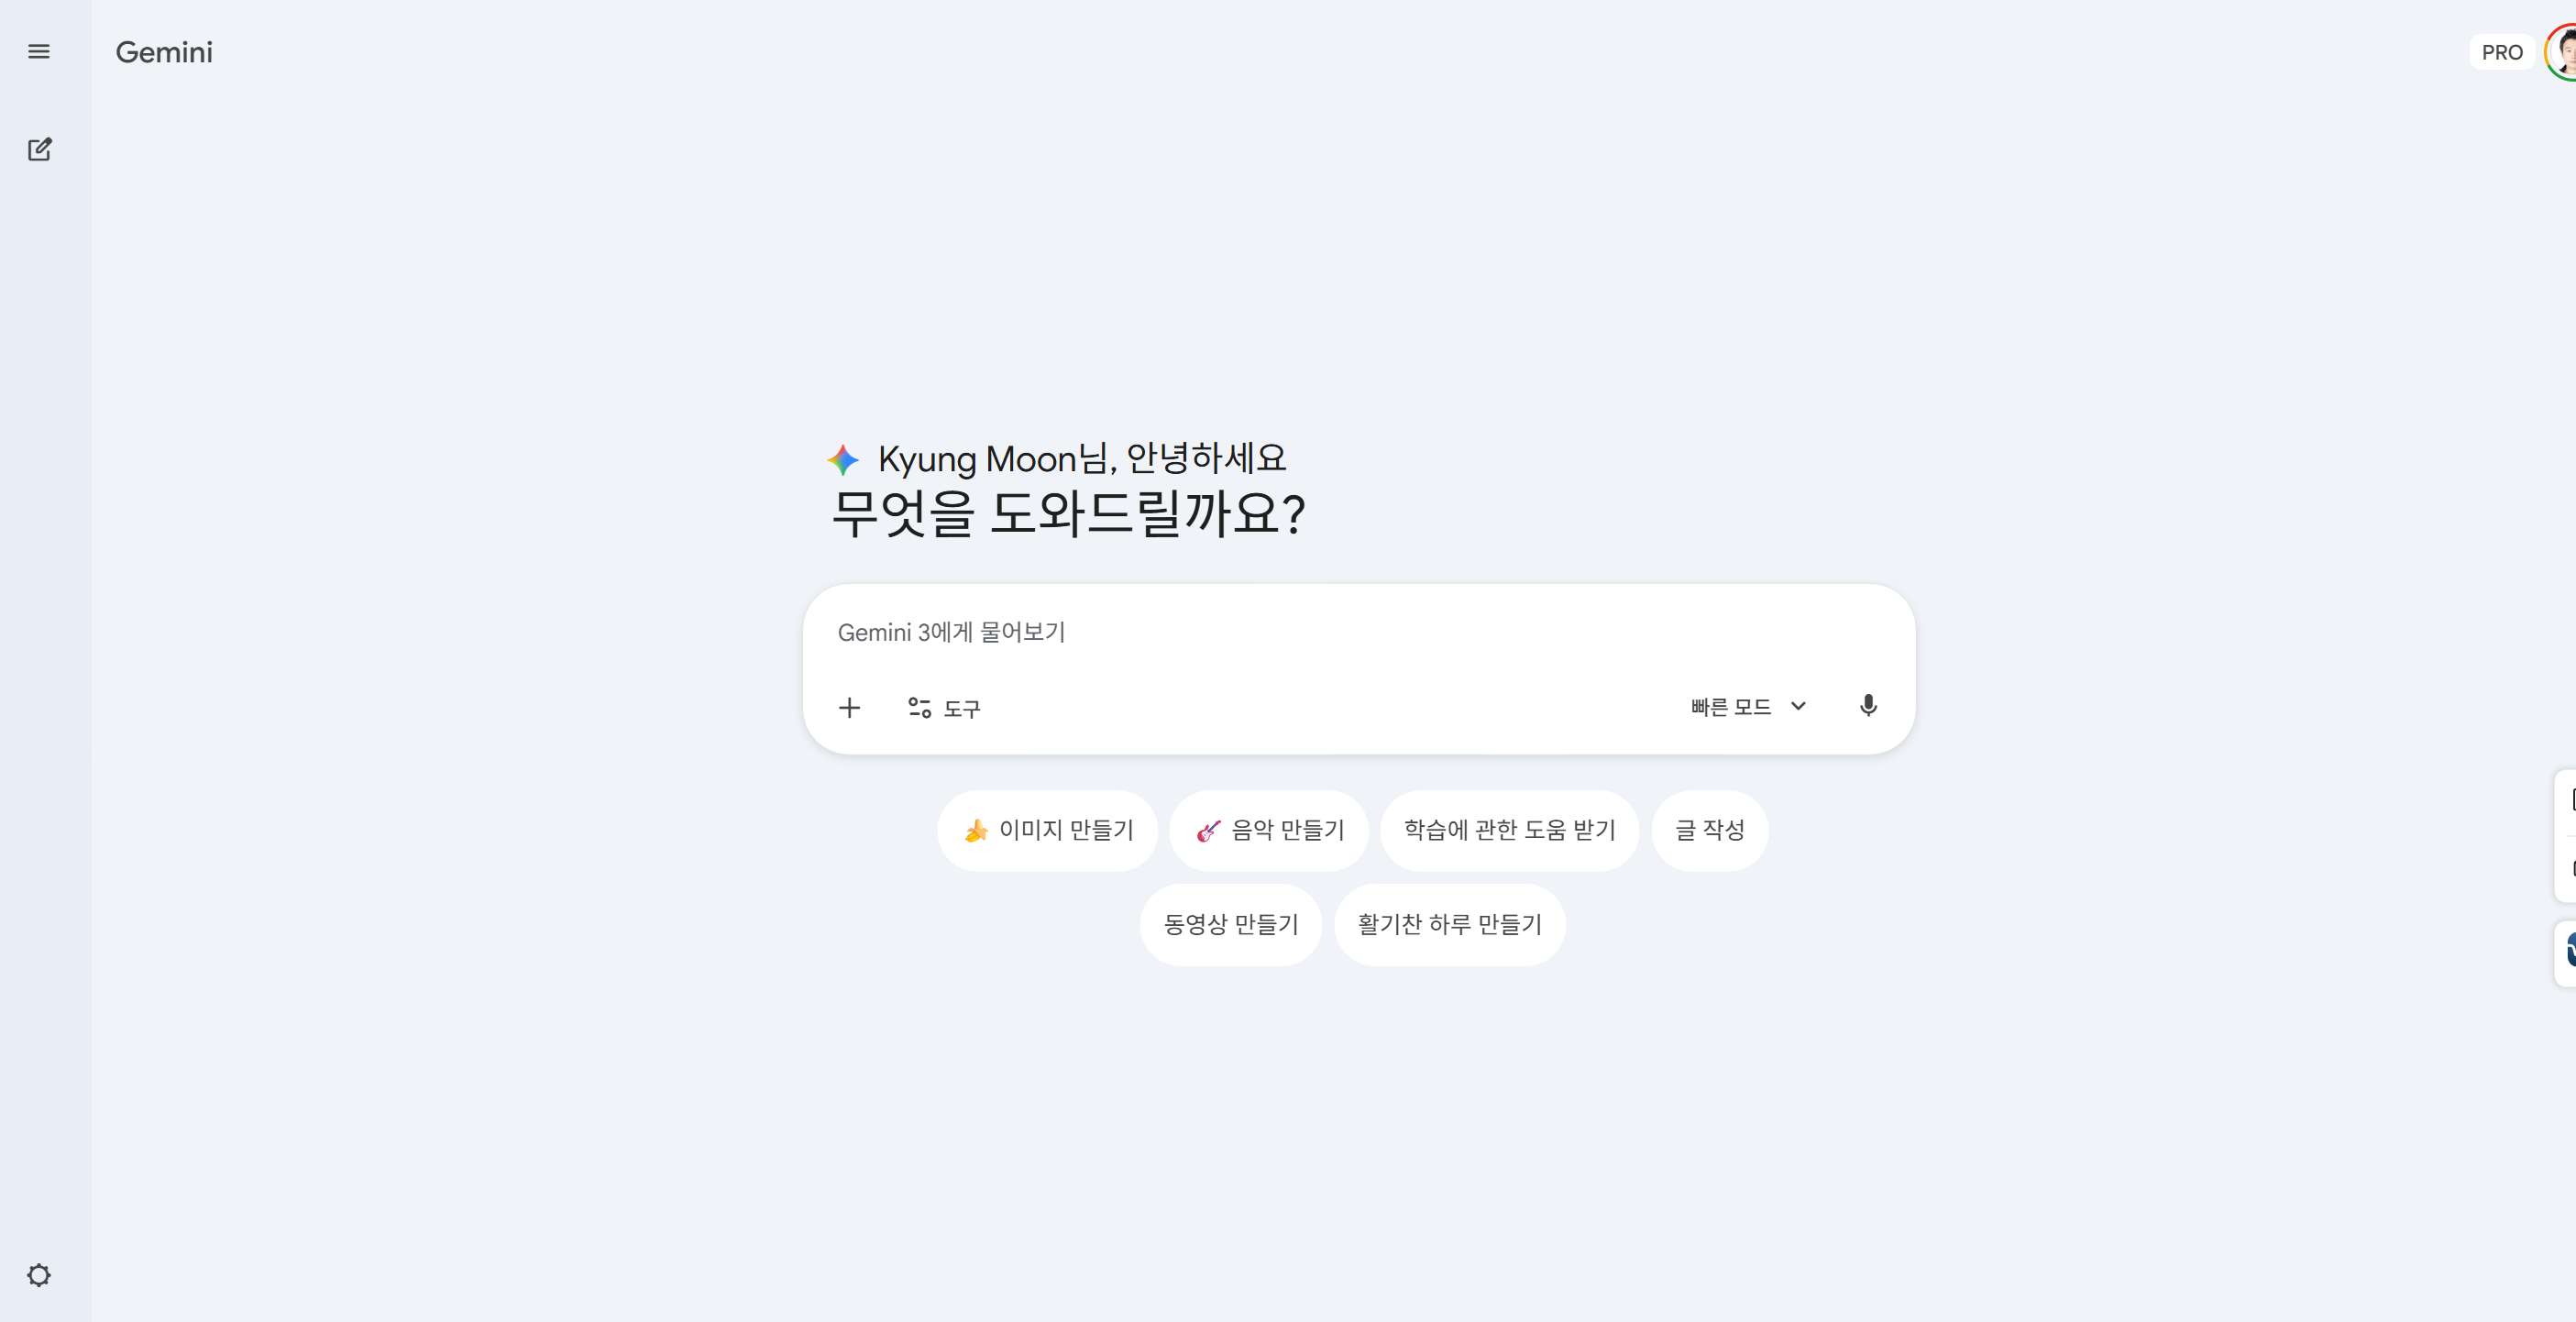 Gemini
PRO
Kyung Moon님, 안녕하세요
무엇을 도와드릴까요?
Gemini 3에게 물어보기
도구
빠른 모드
이미지 만들기
음악 만들기
학습에 관한 도움 받기
글 작성
동영상 만들기
활기찬 하루 만들기